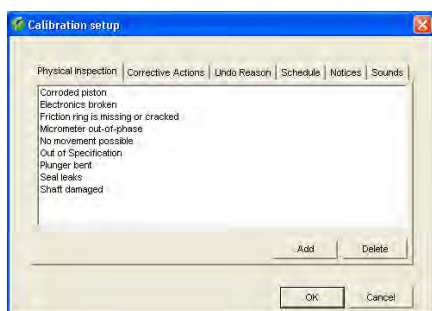 Calibration setup
Physical Inspection Corrective Actions Undo Reason Schedule Notices Sounds
Corroded piston
Electronics broken
Friction ring is missing or cracked
Micrometer out-of-phase
No movement possible
Out of Specification
Plunger bent
Seal leaks
Shaft damaged
Add Delete
OK Cancel